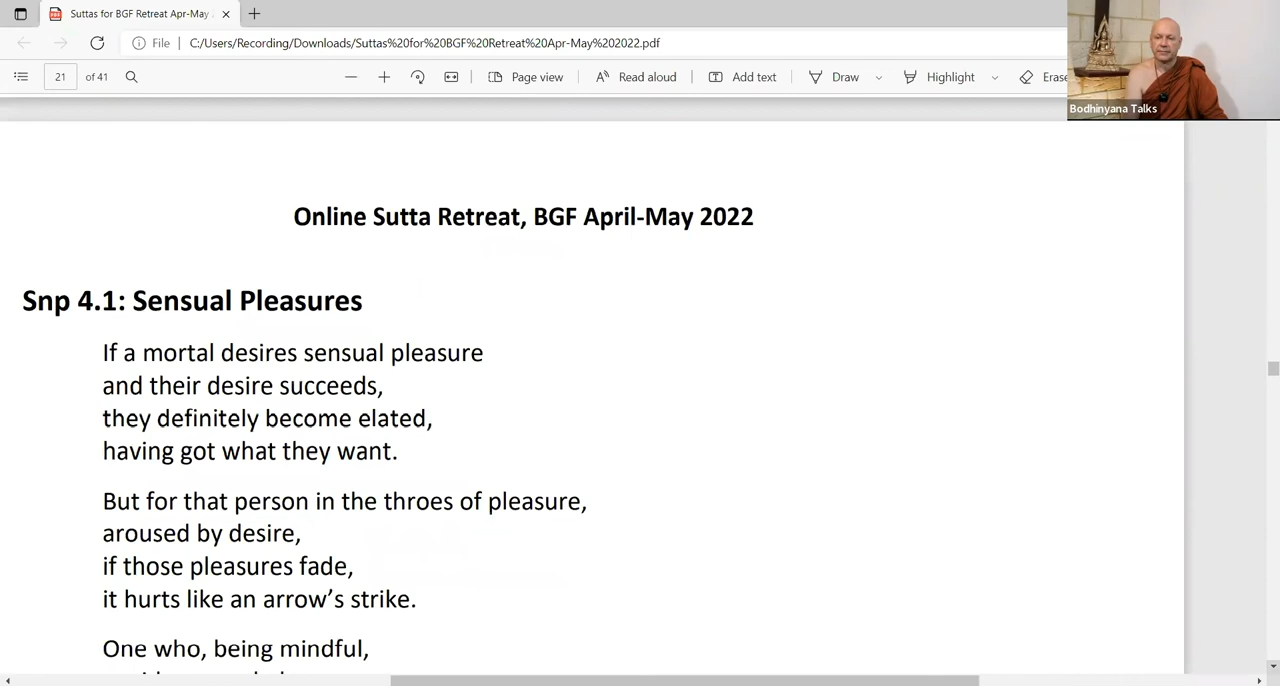 Suttas for BGF Retreat Apr-May
File
C:/Users/Recording/Downloads/Suttas%20for%20BGF%20Retreat%20Apr-May%202022.pdf
21 of 41
Page view
Read aloud
Add text
Draw
Highlight
Erase
Bodhinyana Talks
Online Sutta Retreat, BGF April-May 2022
Snp 4.1: Sensual Pleasures
If a mortal desires sensual pleasure
and their desire succeeds,
they definitely become elated,
having got what they want.
But for that person in the throes of pleasure,
aroused by desire,
if those pleasures fade,
it hurts like an arrow’s strike.
One who, being mindful,